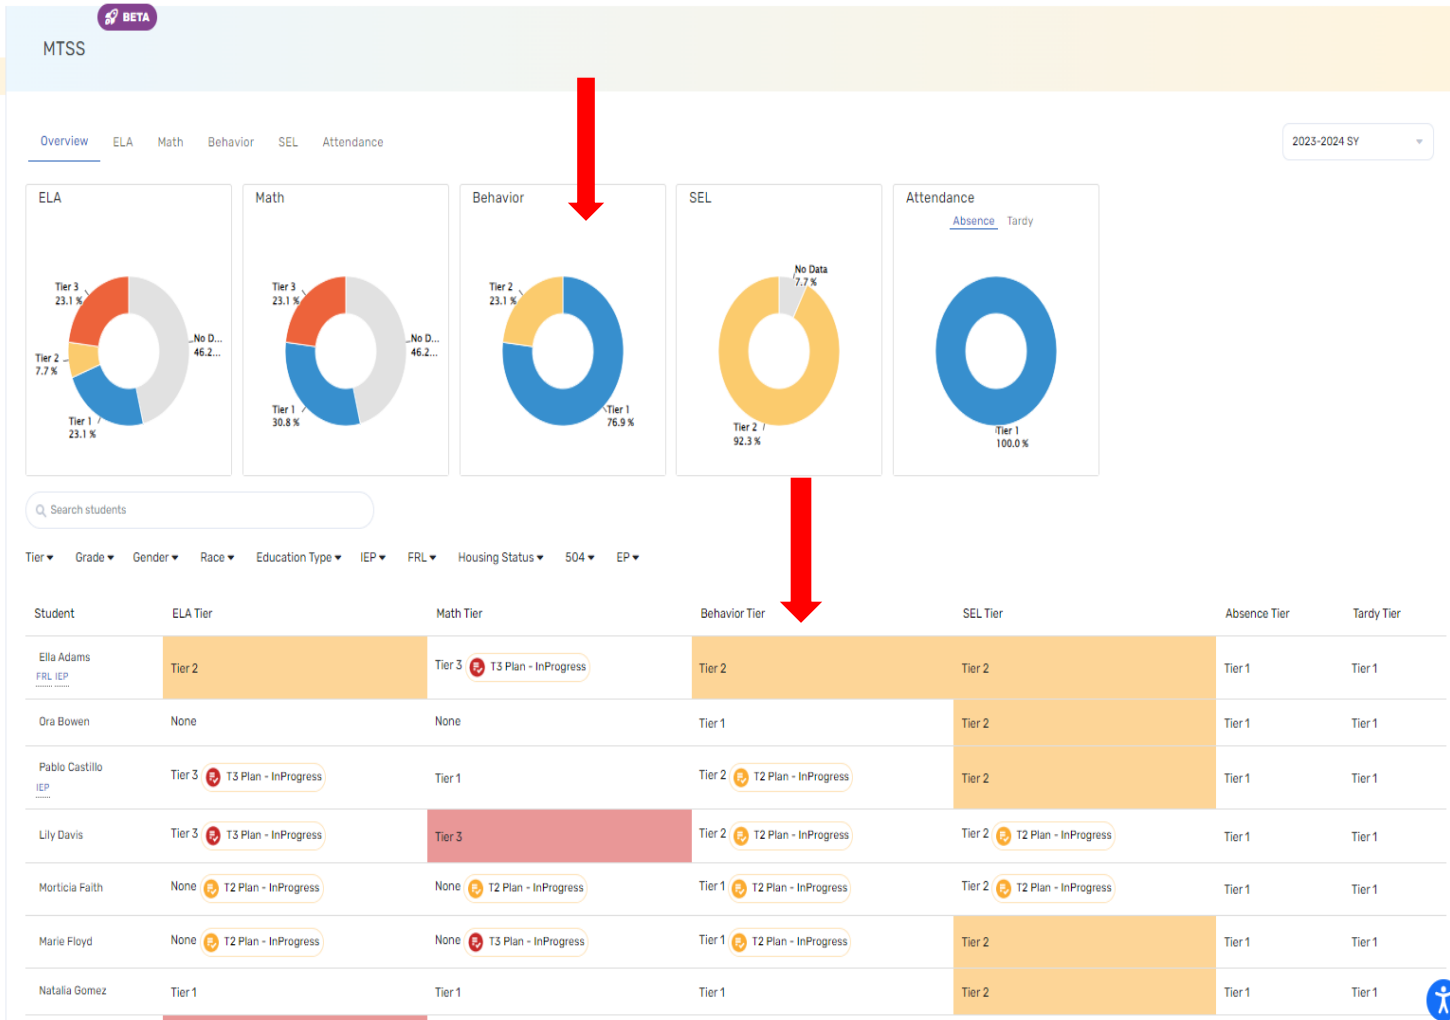 BETA
MTSS
Overview ELA Math Behavior SEL Attendance
2023-2024 SY
ELA
Tier 3
23.1 %
No D...
46.2...
Tier 2
7.7 %
Tier 1
23.1 %
Math
Tier 3
23.1 %
No D...
46.2...
Tier 1
30.8 %
Behavior
Tier 2
23.1 %
Tier 1
76.9 %
SEL
No Data
7.7 %
Tier 2
92.3 %
Attendance
Absence Tardy
Tier 1
100.0 %
Search students
Tier Grade Gender Race Education Type IEP FRL Housing Status 504 EP
Student ELA Tier Math Tier Behavior Tier SEL Tier Absence Tier Tardy Tier
Ella Adams
FRL IEP
Tier 2 Tier 3 T3 Plan - InProgress Tier 2 Tier 2 Tier 1 Tier 1
Ora Bowen None None Tier 1 Tier 2 Tier 1 Tier 1
Pablo Castillo
IEP
Tier 3 T3 Plan - InProgress Tier 1 Tier 2 T2 Plan - InProgress Tier 2 Tier 1 Tier 1
Lily Davis Tier 3 T3 Plan - InProgress Tier 3 Tier 2 T2 Plan - InProgress Tier 2 T2 Plan - InProgress Tier 1 Tier 1
Morticia Faith None T2 Plan - InProgress None T2 Plan - InProgress Tier 1 T2 Plan - InProgress Tier 2 T2 Plan - InProgress Tier 1 Tier 1
Marie Floyd None T2 Plan - InProgress None T3 Plan - InProgress Tier 1 T2 Plan - InProgress Tier 2 Tier 1 Tier 1
Natalia Gomez Tier 1 Tier 1 Tier 1 Tier 2 Tier 1 Tier 1